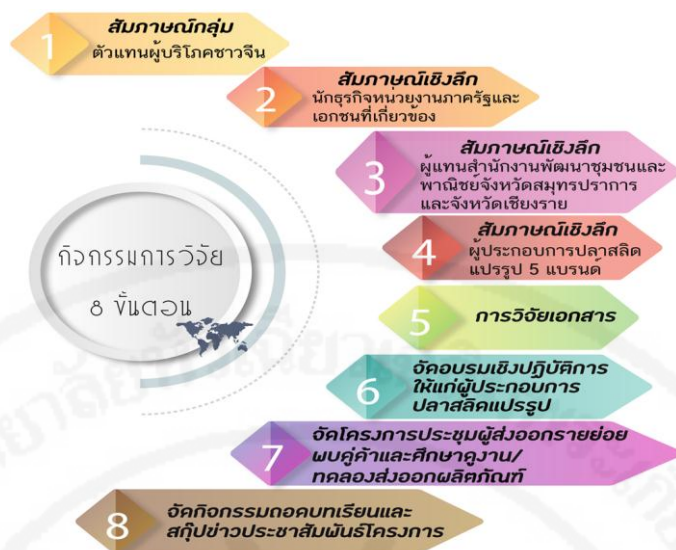 1
สัมภาษณ์กลุ่ม
ตัวแทนผู้บริโภคชาวจีน
2
สัมภาษณ์เชิงลึก
นักธุรกิจหน่วยงานภาครัฐและ
เอกชนที่เกี่ยวของ
3
สัมภาษณ์เชิงลึก
ผู้แทนสำนักงานพัฒนาชุมชนและ
พาณิชย์จังหวัดสมุทรปราการ
และจังหวัดเชียงราย
กิจกรรมการวิจัย
8 ขั้นตอน
4
สัมภาษณ์เชิงลึก
ผู้ประกอบการปลาสลิด
แปรรูป 5 แบรนด์
5
การวิจัยเอกสาร
6
จัดอบรมเชิงปฏิบัติการ
ให้แก่ผู้ประกอบการ
ปลาสลิดแปรรูป
7
จัดโครงการประชุมผู้ส่งออกรายย่อย
พบคู่ค้าและศึกษาดูงาน/
ทดลองส่งออกผลิตภัณฑ์
8
จัดกิจกรรมถอดบทเรียนและ
สกู๊ปข่าวประชาสัมพันธ์โครงการ